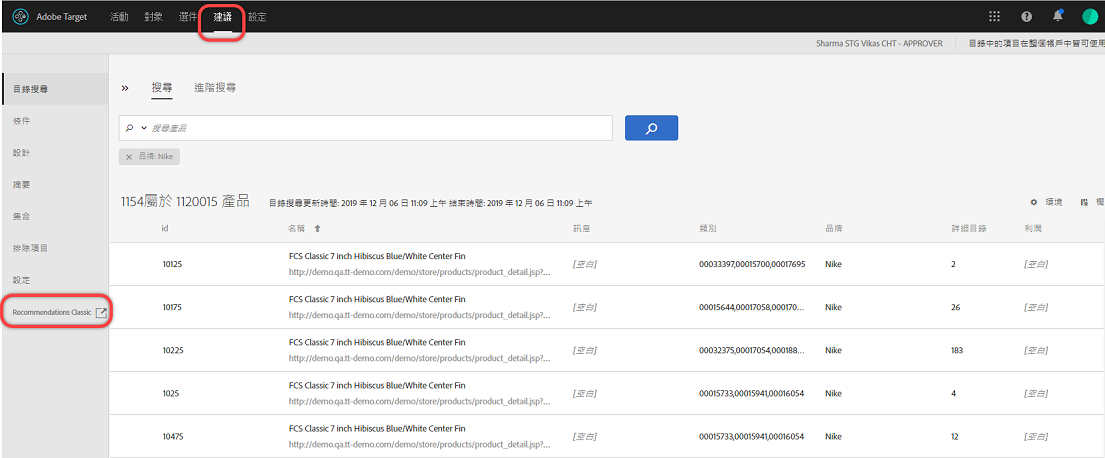 Adobe Target 活動 對象 選件 建議 設定
Sharma STG Vikas CHT - APPROVER 目錄中的項目在整個帳戶中皆可使用
目錄搜尋
條件
設計
摘要
集合
排除項目
設定
Recommendations Classic
搜尋 進階搜尋
搜尋產品
× 品牌: Nike
1154屬於 1120015 產品 目錄搜尋更新時間: 2019 年 12 月 06 日 11:09 上午 結束時間: 2019 年 12 月 06 日 11:09 上午 環境 欄
id 名稱 訊息 類別 品牌 詳細目錄 利潤
10125 FCS Classic 7 inch Hibiscus Blue/White Center Fin [空白] 00033397,00015700,00017695 Nike 2 [空白]
http://demo.qa.tt-demo.com/demo/store/products/product_detail.jsp?...
10175 FCS Classic 7 inch Hibiscus Blue/White Center Fin [空白] 00015644,00017058,000170... Nike 26 [空白]
http://demo.qa.tt-demo.com/demo/store/products/product_detail.jsp?...
10225 FCS Classic 7 inch Hibiscus Blue/White Center Fin [空白] 00032375,00017054,000188... Nike 183 [空白]
http://demo.qa.tt-demo.com/demo/store/products/product_detail.jsp?...
1025 FCS Classic 7 inch Hibiscus Blue/White Center Fin [空白] 00015733,00015941,00016054 Nike 4 [空白]
http://demo.qa.tt-demo.com/demo/store/products/product_detail.jsp?...
10475 FCS Classic 7 inch Hibiscus Blue/White Center Fin [空白] 00015733,00015941,00016054 Nike 12 [空白]
http://demo.qa.tt-demo.com/demo/store/products/product_detail.jsp?...